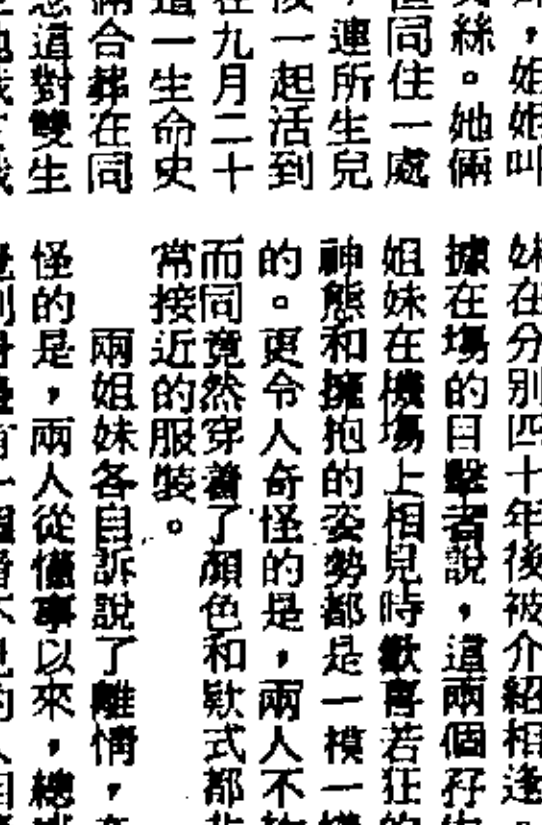 ，姐姐叫
絲。她倆
同住一處
，連所生兒
一起活到
在九月二十
這一生命史
合葬在同
這對雙生
妹在分別四十年後被介紹相逢。
據在場的目擊者說，這兩個孖
姐妹在機場上相見時歡喜若狂的
神態和擁抱的姿勢都是一模一樣
的。更令人奇怪的是，兩人不
而同竟然穿着了顏色和款式都非
常接近的服裝。
兩姐妹各自訴說了離情，
怪的是，兩人從懂事以來，總